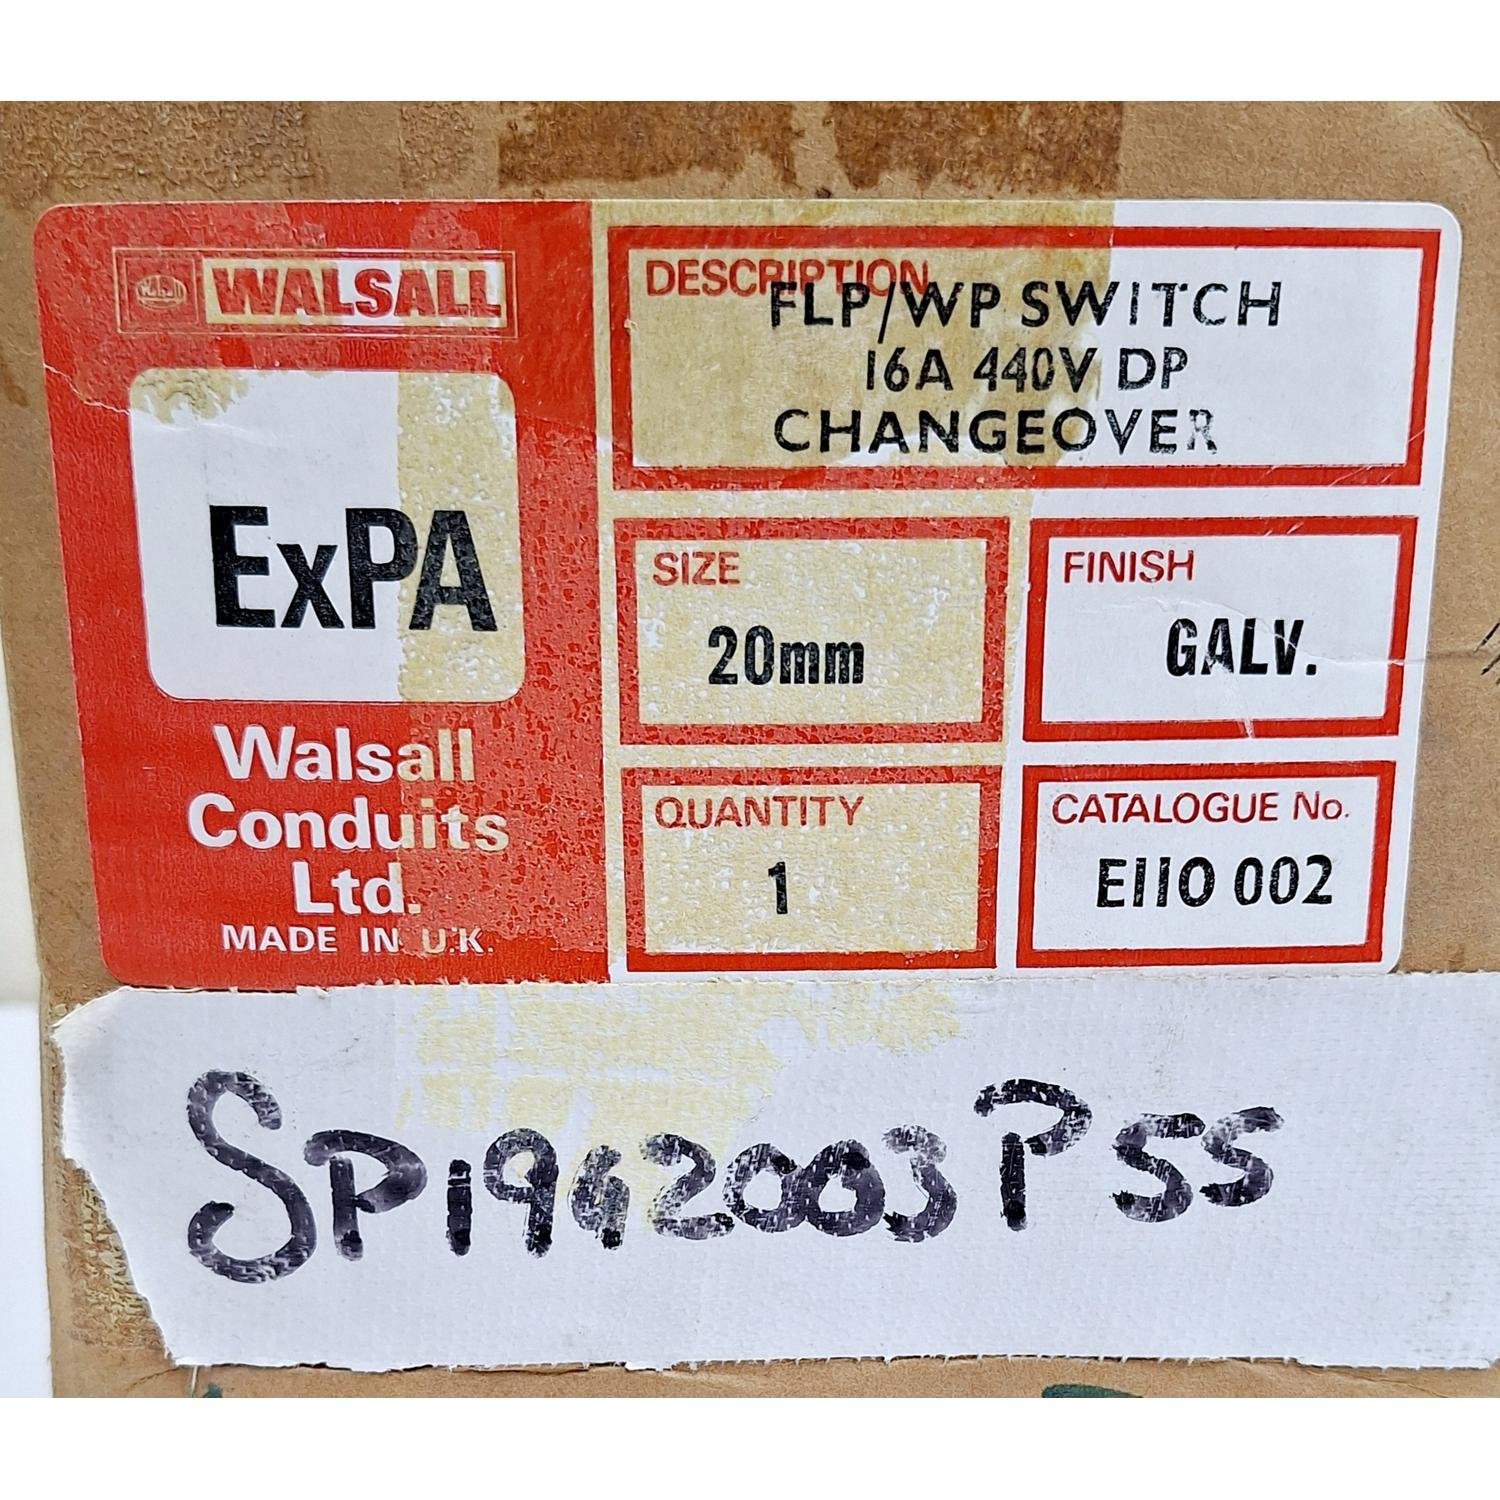 WALSALL
ExPA
Walsall
Conduits
Ltd.
MADE IN U.K.
DESCRIPTION
FLP/WP SWITCH
16A 440V DP
CHANGEOVER
SIZE
20mm
FINISH
GALV.
QUANTITY
1
CATALOGUE No.
E110 002
SP19G2003P55